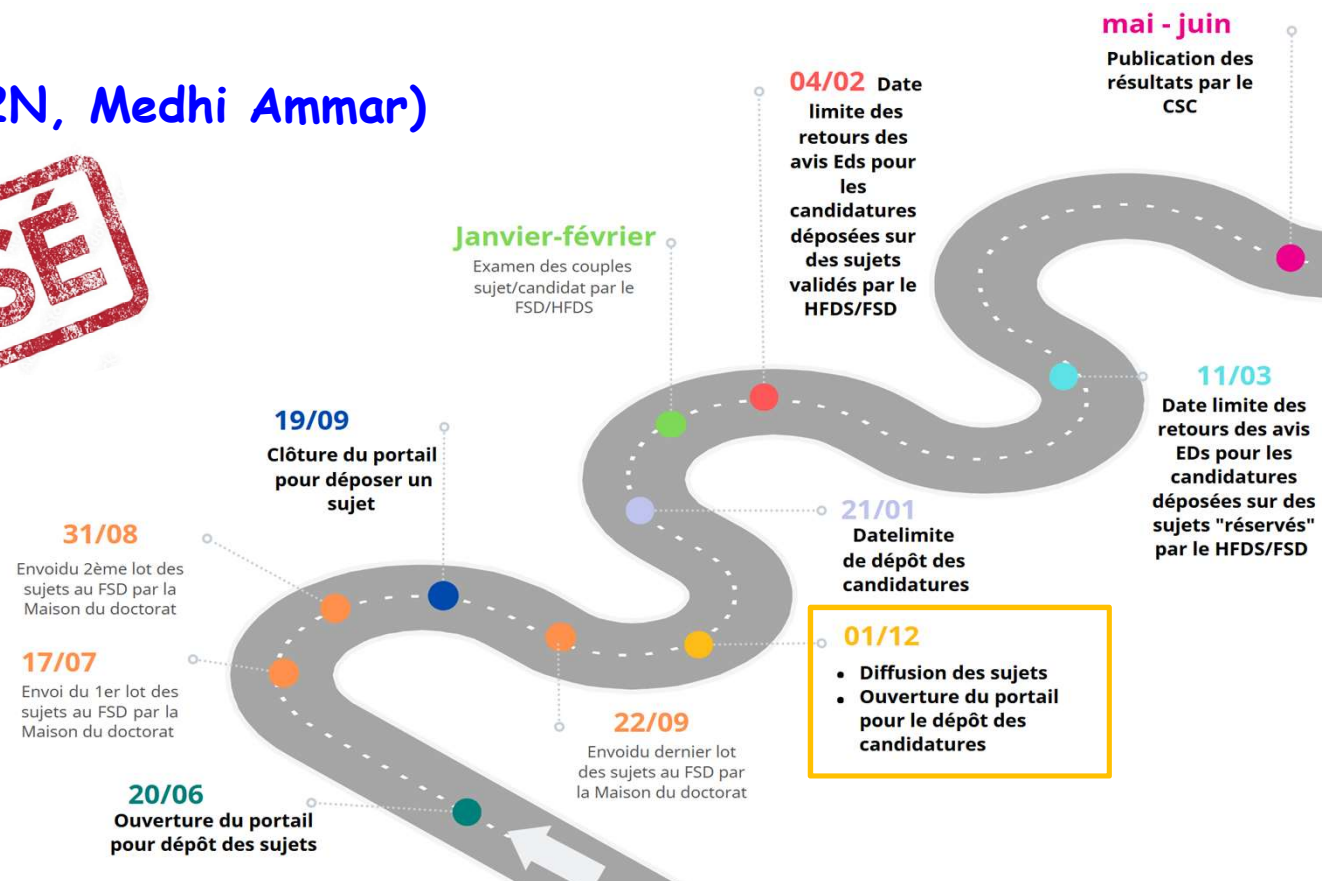 2N, Medhi Ammar)
SÉ
mai - juin
Publication des
résultats par le
CSC
04/02 Date
limite des
retours des
avis Eds pour
les
candidatures
déposées sur
des sujets
validés par le
HFDS/FSD
Janvier-février
Examen des couples
sujet/candidat par le
FSD/HFDS
11/03
Date limite des
retours des avis
EDs pour les
candidatures
déposées sur des
sujets "réservés"
par le HFDS/FSD
19/09
Clôture du portail
pour déposer un
sujet
21/01
Datelimite
de dépôt des
candidatures
31/08
Envoidu 2ème lot des
sujets au FSD par la
Maison du doctorat
01/12
• Diffusion des sujets
• Ouverture du portail
pour le dépôt des
candidatures
17/07
Envoi du 1er lot des
sujets au FSD par la
Maison du doctorat
22/09
Envoidu dernier lot
des sujets au FSD par
la Maison du doctorat
20/06
Ouverture du portail
pour dépôt des sujets